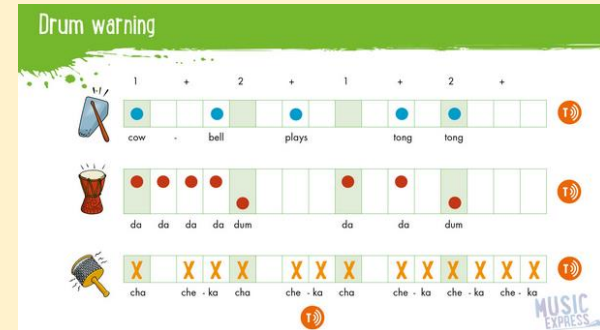 Drum warning
1 + 2 + 1 + 2 +
cow - bell plays tong tong
T
da da da da dum da da dum
T
X X X X X X X X X X X X X
cha che - ka cha che - ka cha che - ka che - ka che - ka
T
T
MUSIC
EXPRESS